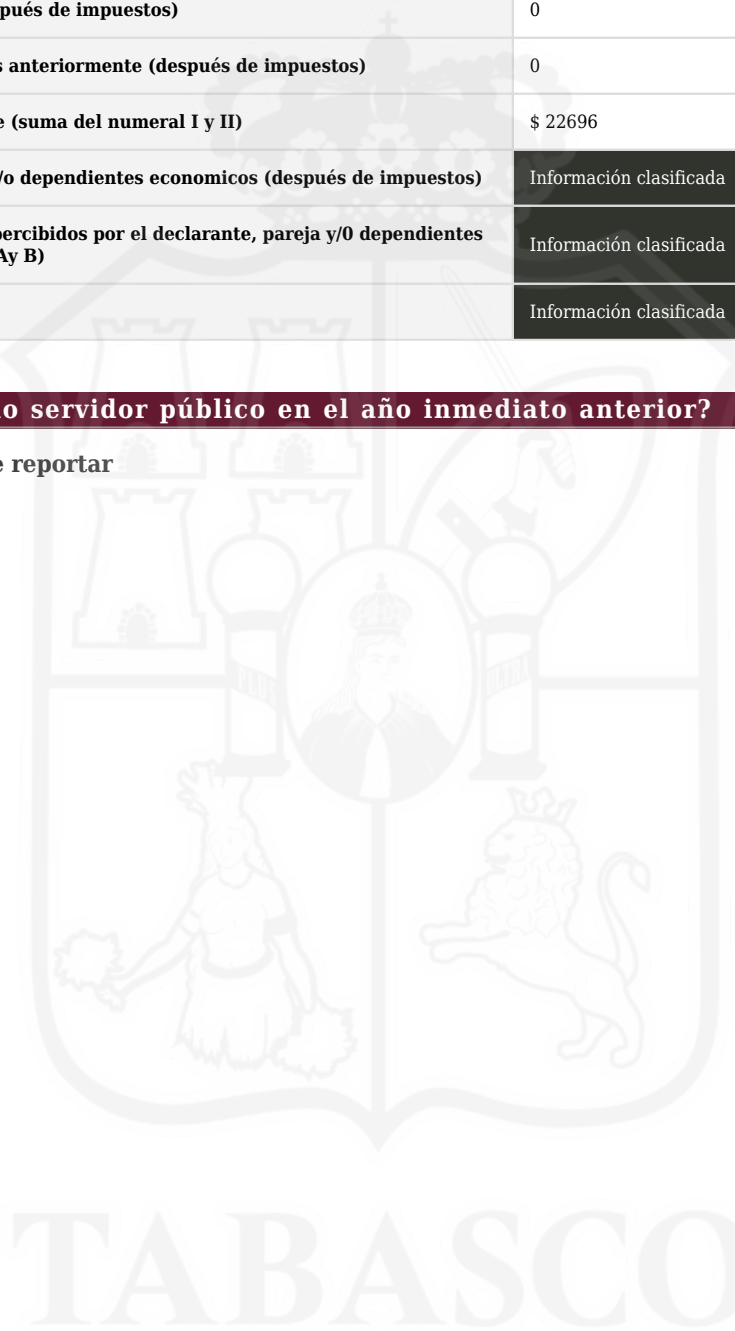 pués de impuestos) 0
s anteriormente (después de impuestos) 0
e (suma del numeral I y II) $ 22696
/o dependientes economicos (después de impuestos) Información clasificada
percibidos por el declarante, pareja y/0 dependientes
Ay B) Información clasificada
Información clasificada
o servidor público en el año inmediato anterior?
e reportar
PLUS ULTRA
TABASCO